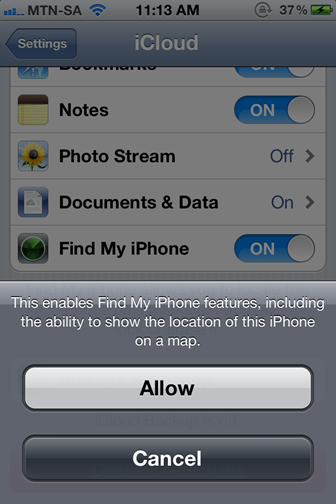 MTN-SA 11:13 AM 37%
Settings iCloud
Bookmarks
Notes ON
Photo Stream Off
Documents & Data On
Find My iPhone ON
This enables Find My iPhone features, including
the ability to show the location of this iPhone
on a map.
Allow
Cancel